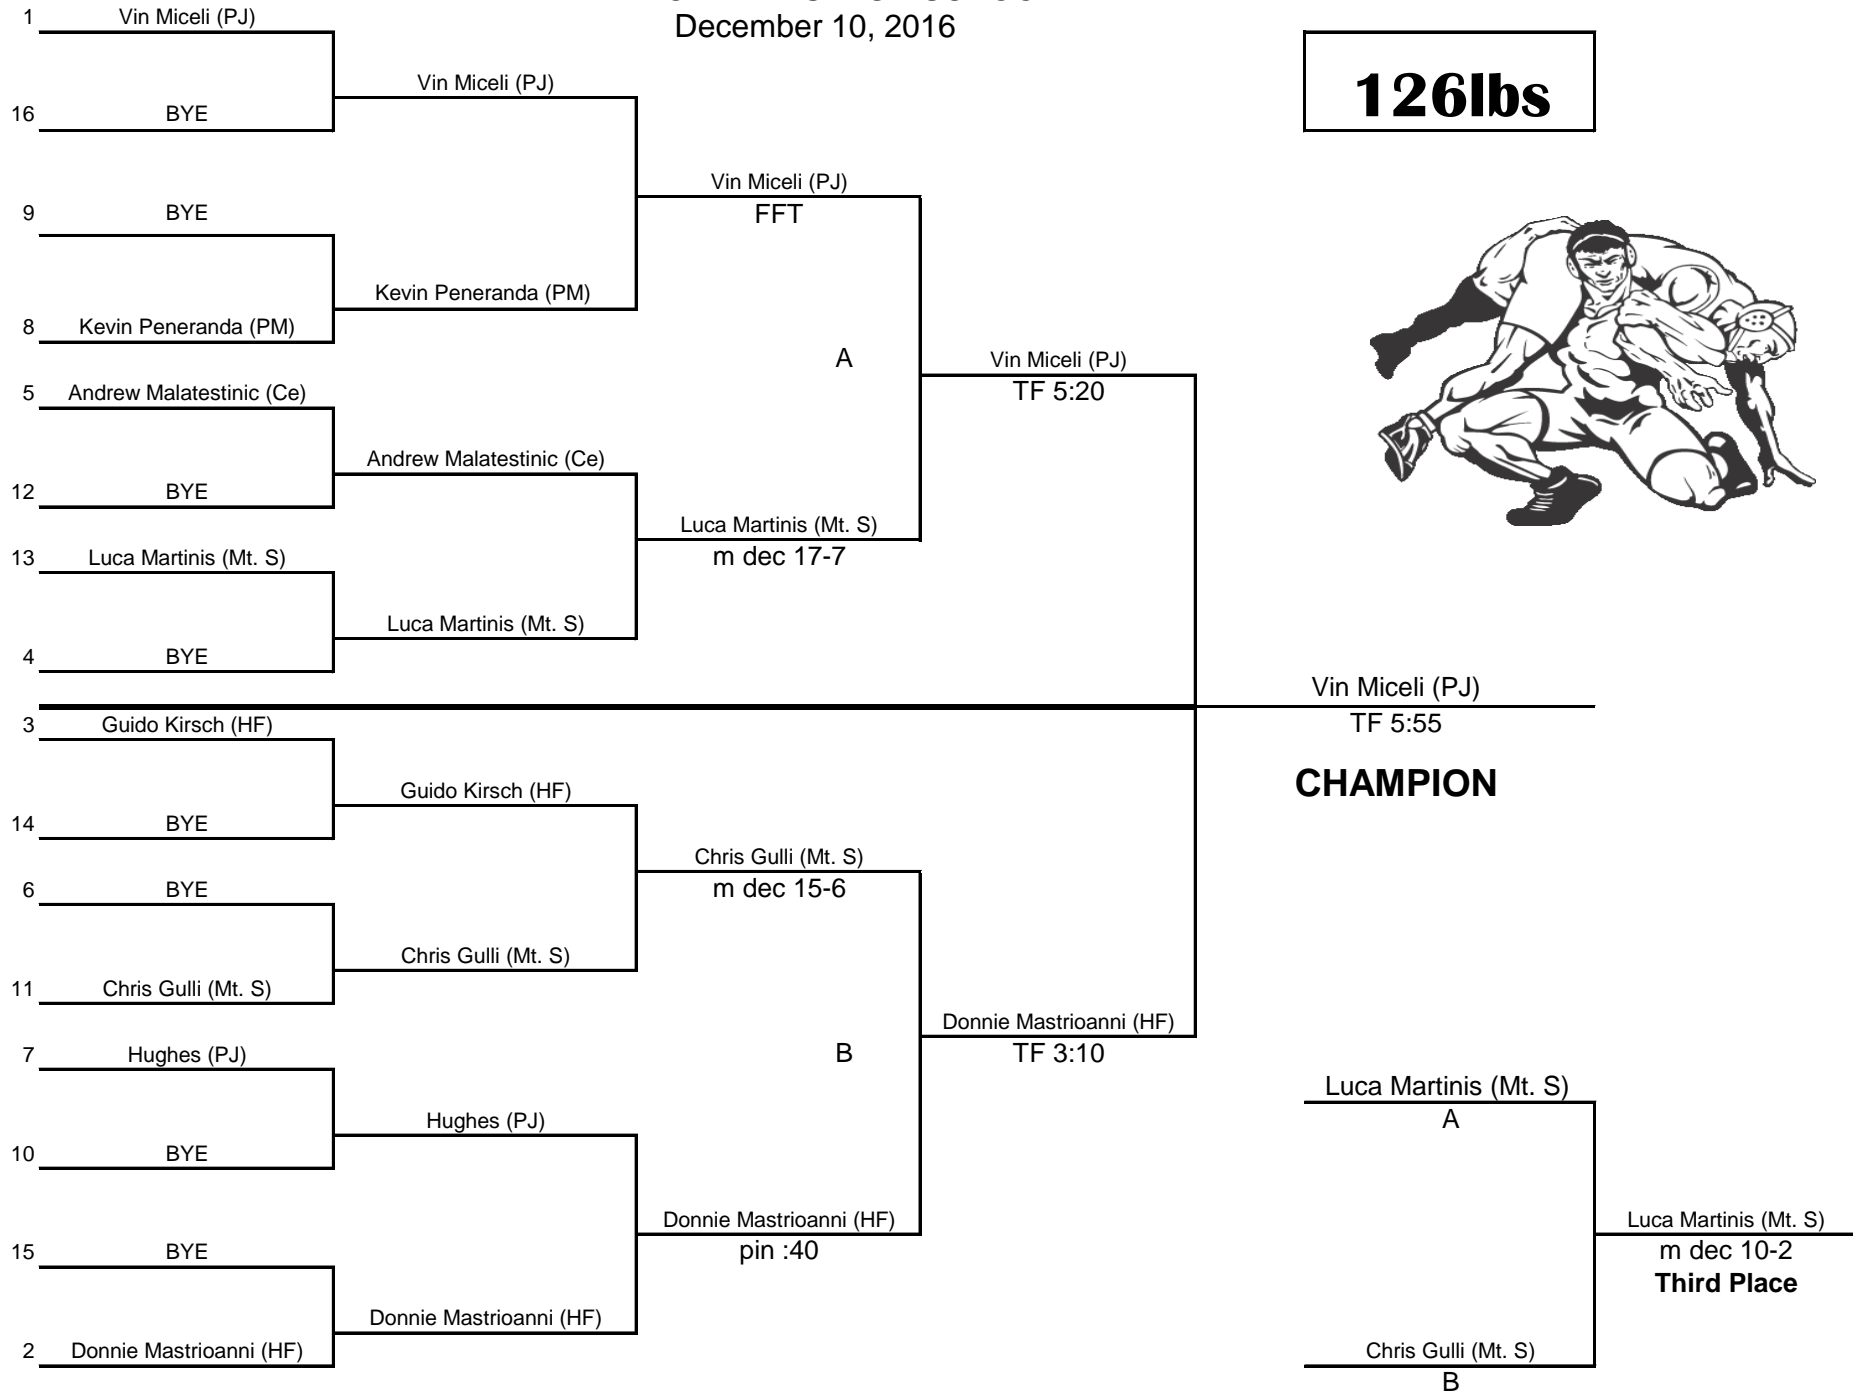 December 10, 2016
126lbs
1 Vin Miceli (PJ)
16 BYE
9 BYE
8 Kevin Peneranda (PM)
5 Andrew Malatestinic (Ce)
12 BYE
13 Luca Martinis (Mt. S)
4 BYE
3 Guido Kirsch (HF)
14 BYE
6 BYE
11 Chris Gulli (Mt. S)
7 Hughes (PJ)
10 BYE
15 BYE
2 Donnie Mastrioanni (HF)
Vin Miceli (PJ)
Kevin Peneranda (PM)
Andrew Malatestinic (Ce)
Luca Martinis (Mt. S)
Guido Kirsch (HF)
Chris Gulli (Mt. S)
Hughes (PJ)
Donnie Mastrioanni (HF)
Vin Miceli (PJ)
FFT
A
Luca Martinis (Mt. S)
m dec 17-7
Chris Gulli (Mt. S)
m dec 15-6
B
Donnie Mastrioanni (HF)
pin :40
Vin Miceli (PJ)
TF 5:20
Donnie Mastrioanni (HF)
TF 3:10
Vin Miceli (PJ)
TF 5:55
CHAMPION
Luca Martinis (Mt. S)
A
Chris Gulli (Mt. S)
B
Luca Martinis (Mt. S)
m dec 10-2
Third Place